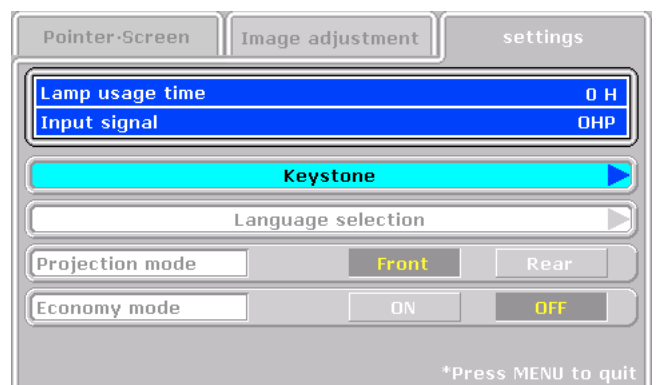 Pointer·Screen Image adjustment settings
Lamp usage time 0 H
Input signal OHP
Keystone
Language selection
Projection mode Front Rear
Economy mode ON OFF
*Press MENU to quit